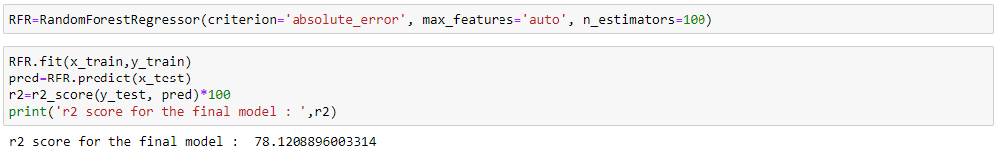 RFR=RandomForestRegressor(criterion='absolute_error', max_features='auto', n_estimators=100)
RFR.fit(x_train,y_train)
pred=RFR.predict(x_test)
r2=r2_score(y_test, pred)*100
print('r2 score for the final model : ',r2)
r2 score for the final model :  78.1208896003314